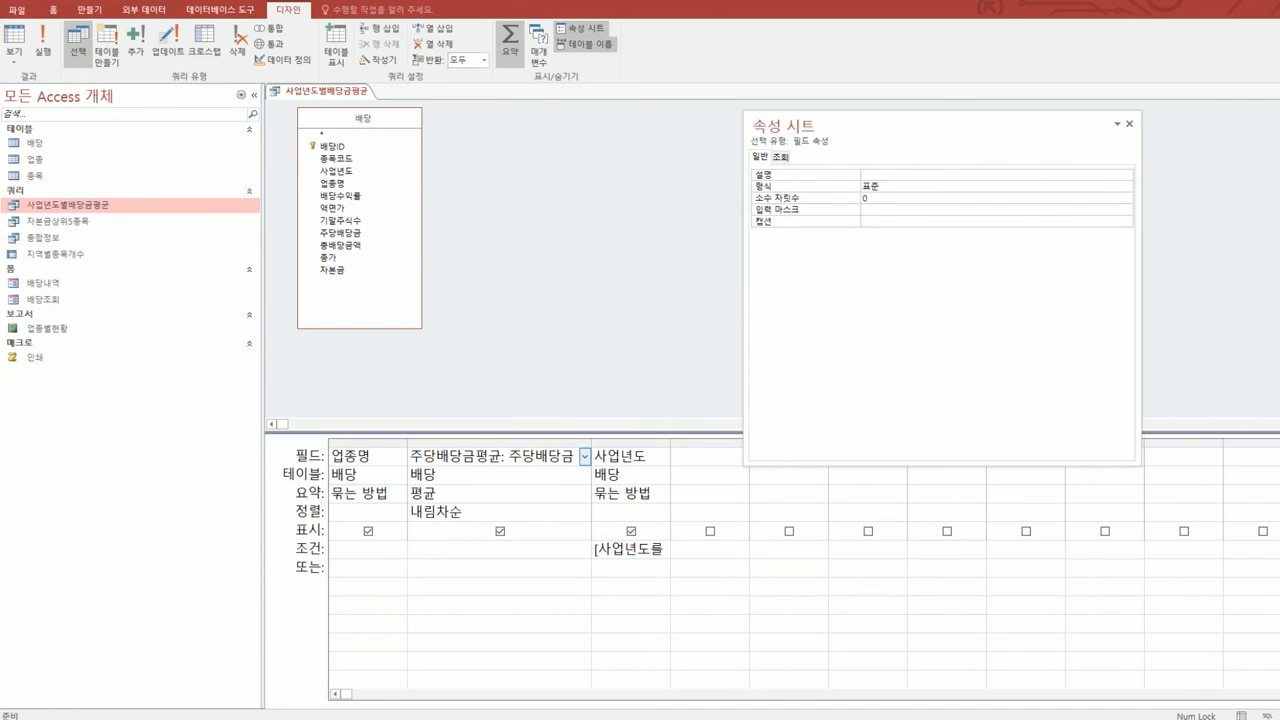 파일 홈 만들기 외부 데이터 데이터베이스 도구 디자인 수행할 작업을 알려 주세요.
보기 실행 선택 테이블 만들기 추가 업데이트 크로스탭 삭제 통합 통과 데이터 정의 테이블 표시 행 삽입 행 삭제 작성기 열 삽입 열 삭제 반환: 모두 요약 매개 변수 속성 시트 테이블 이름
결과 쿼리 유형 쿼리 설정 표시/숨기기
모든 Access 개체
검색...
테이블
배당
업종
종목
쿼리
사업년도별배당금평균
자본금상위5종목
종합정보
지역별종목개수
폼
배당내역
배당조회
보고서
업종별현황
매크로
인쇄
사업년도별배당금평균
배당
*
배당ID
종목코드
사업년도
업종명
배당수익률
액면가
기말주식수
주당배당금
총배당금액
종가
자본금
속성 시트
선택 유형: 필드 속성
일반 조회
설명
형식 표준
소수 자릿수 0
입력 마스크
캡션
필드: 업종명 주당배당금평균: 주당배당금 사업년도
테이블: 배당 배당 배당
요약: 묶는 방법 평균 묶는 방법
정렬: 내림차순
표시:
조건: [사업년도를
또는:
준비 Num Lock SQL